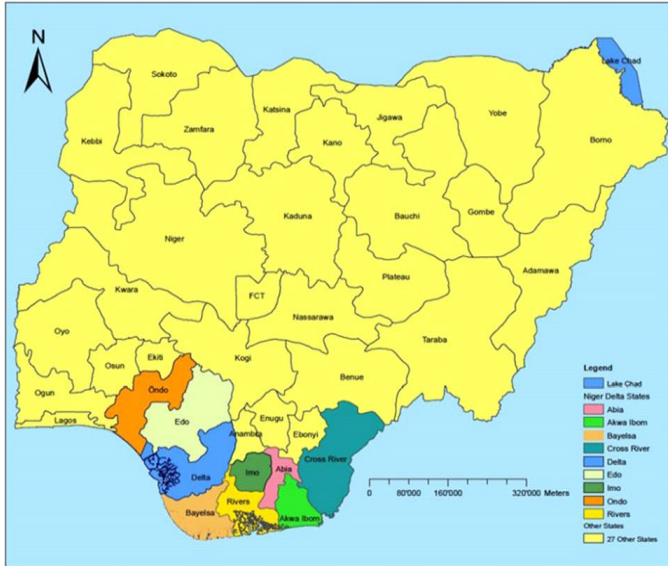 N
Lake Chad
Sokoto
Katsina
Jigawa
Yobe
Zamfara
Kebbi
Kano
Borno
Kaduna
Bauchi
Gombe
Niger
Adamawa
Plateau
Kwara
FCT
Nassarawa
Oyo
Taraba
Osun
Ekiti
Kogi
Benue
Ondo
Ogun
Edo
Enugu
Lagos
Anambra
Ebonyi
Cross River
Delta
Imo
Abia
Rivers
Bayelsa
Akwa Ibom
Legend
Lake Chad
Niger Delta States
Abia
Akwa Ibom
Bayelsa
Cross River
Delta
Edo
Imo
Ondo
Rivers
Other States
27 Other States
0 80'000 160'000 320'000 Meters